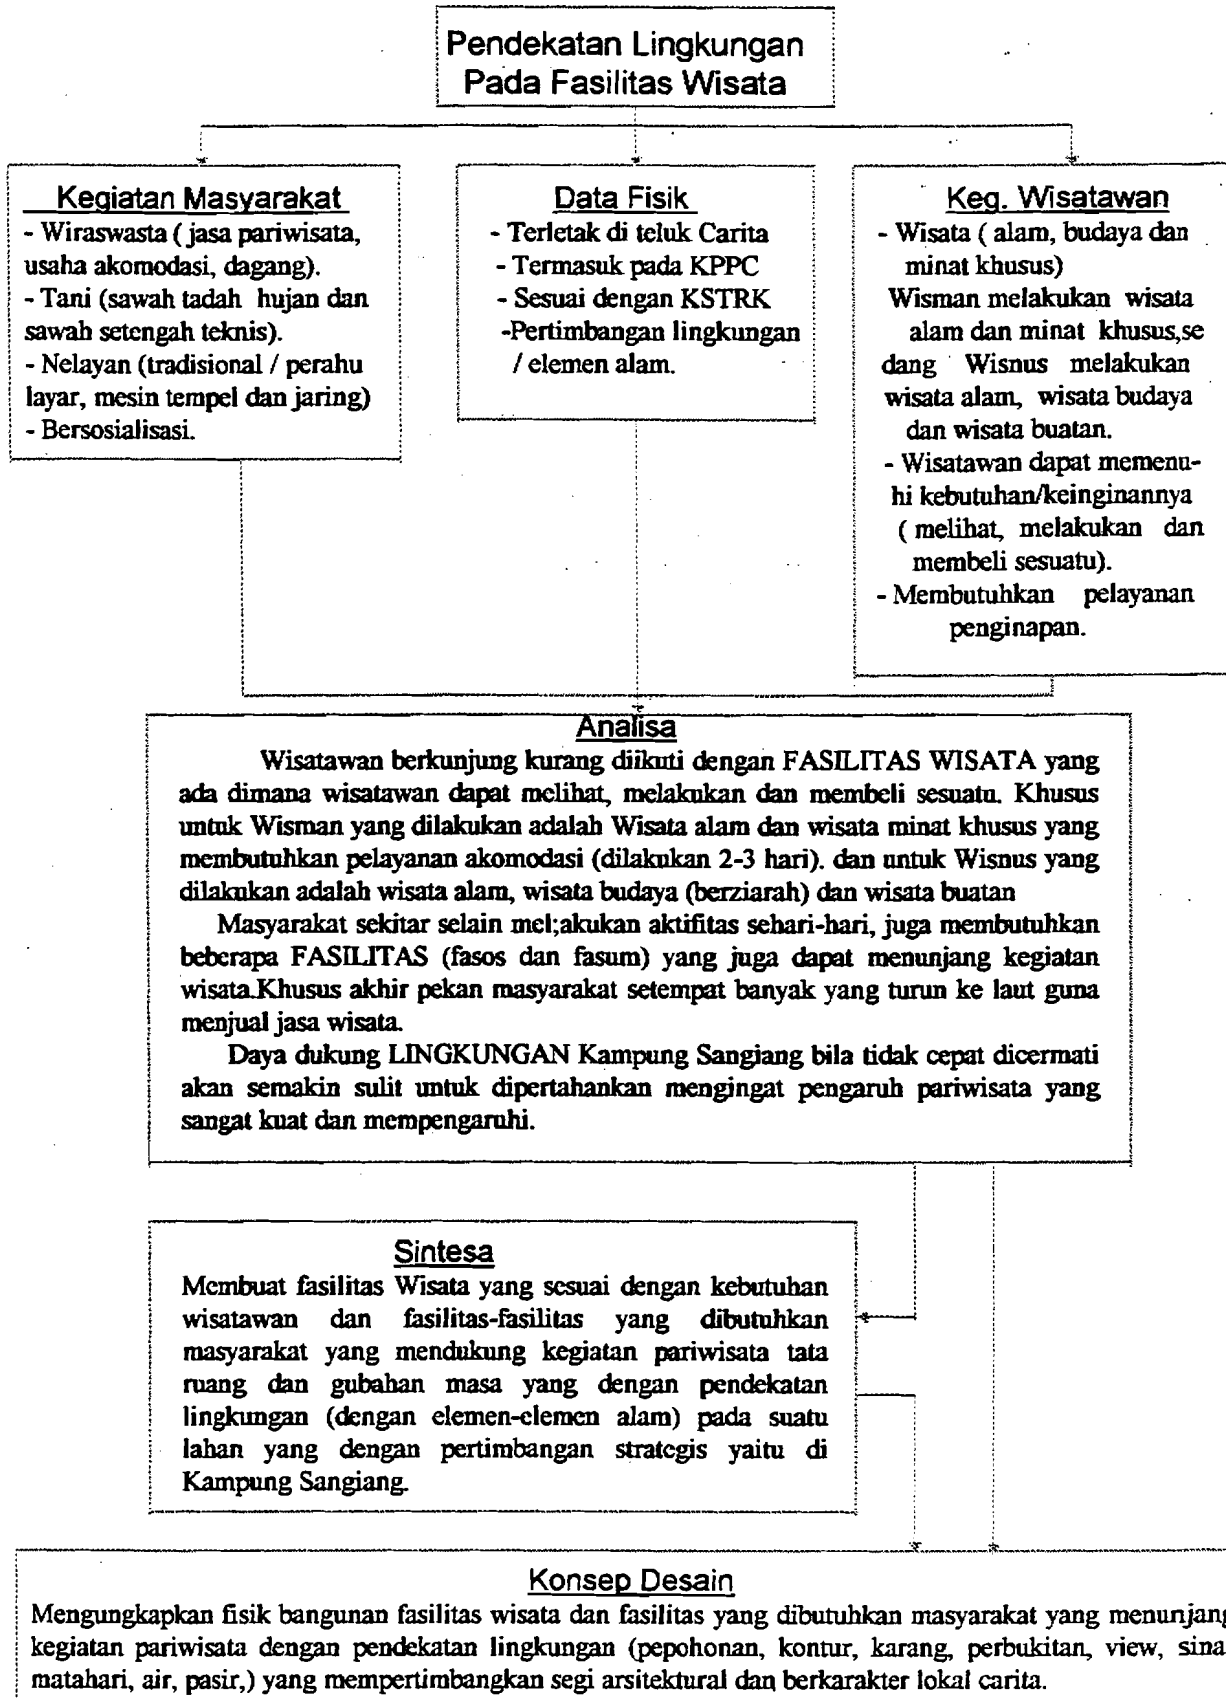 Pendekatan Lingkungan
Pada Fasilitas Wisata
Kegiatan Masyarakat
- Wiraswasta ( jasa pariwisata,
usaha akomodasi, dagang).
- Tani (sawah tadah hujan dan
sawah setengah teknis).
- Nelayan (tradisional / perahu
layar, mesin tempel dan jaring)
- Bersosialisasi.
Data Fisik
- Terletak di teluk Carita
- Termasuk pada KPPC
- Sesuai dengan KSTRK
-Pertimbangan lingkungan
/ elemen alam.
Keg. Wisatawan
- Wisata ( alam, budaya dan
minat khusus)
Wisman melakukan wisata
alam dan minat khusus,se
dang Wisnus melakukan
wisata alam, wisata budaya
dan wisata buatan.
- Wisatawan dapat memenu-
hi kebutuhan/keinginannya
( melihat, melakukan dan
membeli sesuatu).
- Membutuhkan pelayanan
penginapan.
Analisa
Wisatawan berkunjung kurang diikuti dengan FASILITAS WISATA yang
ada dimana wisatawan dapat melihat, melakukan dan membeli sesuatu. Khusus
untuk Wisman yang dilakukan adalah Wisata alam dan wisata minat khusus yang
membutuhkan pelayanan akomodasi (dilakukan 2-3 hari). dan untuk Wisnus yang
dilakukan adalah wisata alam, wisata budaya (berziarah) dan wisata buatan
Masyarakat sekitar selain mel;akukan aktifitas sehari-hari, juga membutuhkan
beberapa FASILITAS (fasos dan fasum) yang juga dapat menunjang kegiatan
wisata.Khusus akhir pekan masyarakat setempat banyak yang turun ke laut guna
menjual jasa wisata.
Daya dukung LINGKUNGAN Kampung Sangiang bila tidak cepat dicermati
akan semakin sulit untuk dipertahankan mengingat pengaruh pariwisata yang
sangat kuat dan mempengaruhi.
Sintesa
Membuat fasilitas Wisata yang sesuai dengan kebutuhan
wisatawan dan fasilitas-fasilitas yang dibutuhkan
masyarakat yang mendukung kegiatan pariwisata tata
ruang dan gubahan masa yang dengan pendekatan
lingkungan (dengan elemen-elemen alam) pada suatu
lahan yang dengan pertimbangan strategis yaitu di
Kampung Sangiang.
Konsep Desain
Mengungkapkan fisik bangunan fasilitas wisata dan fasilitas yang dibutuhkan masyarakat yang menunjang
kegiatan pariwisata dengan pendekatan lingkungan (pepohonan, kontur, karang, perbukitan, view, sina
matahari, air, pasir,) yang mempertimbangkan segi arsitektural dan berkarakter lokal carita.